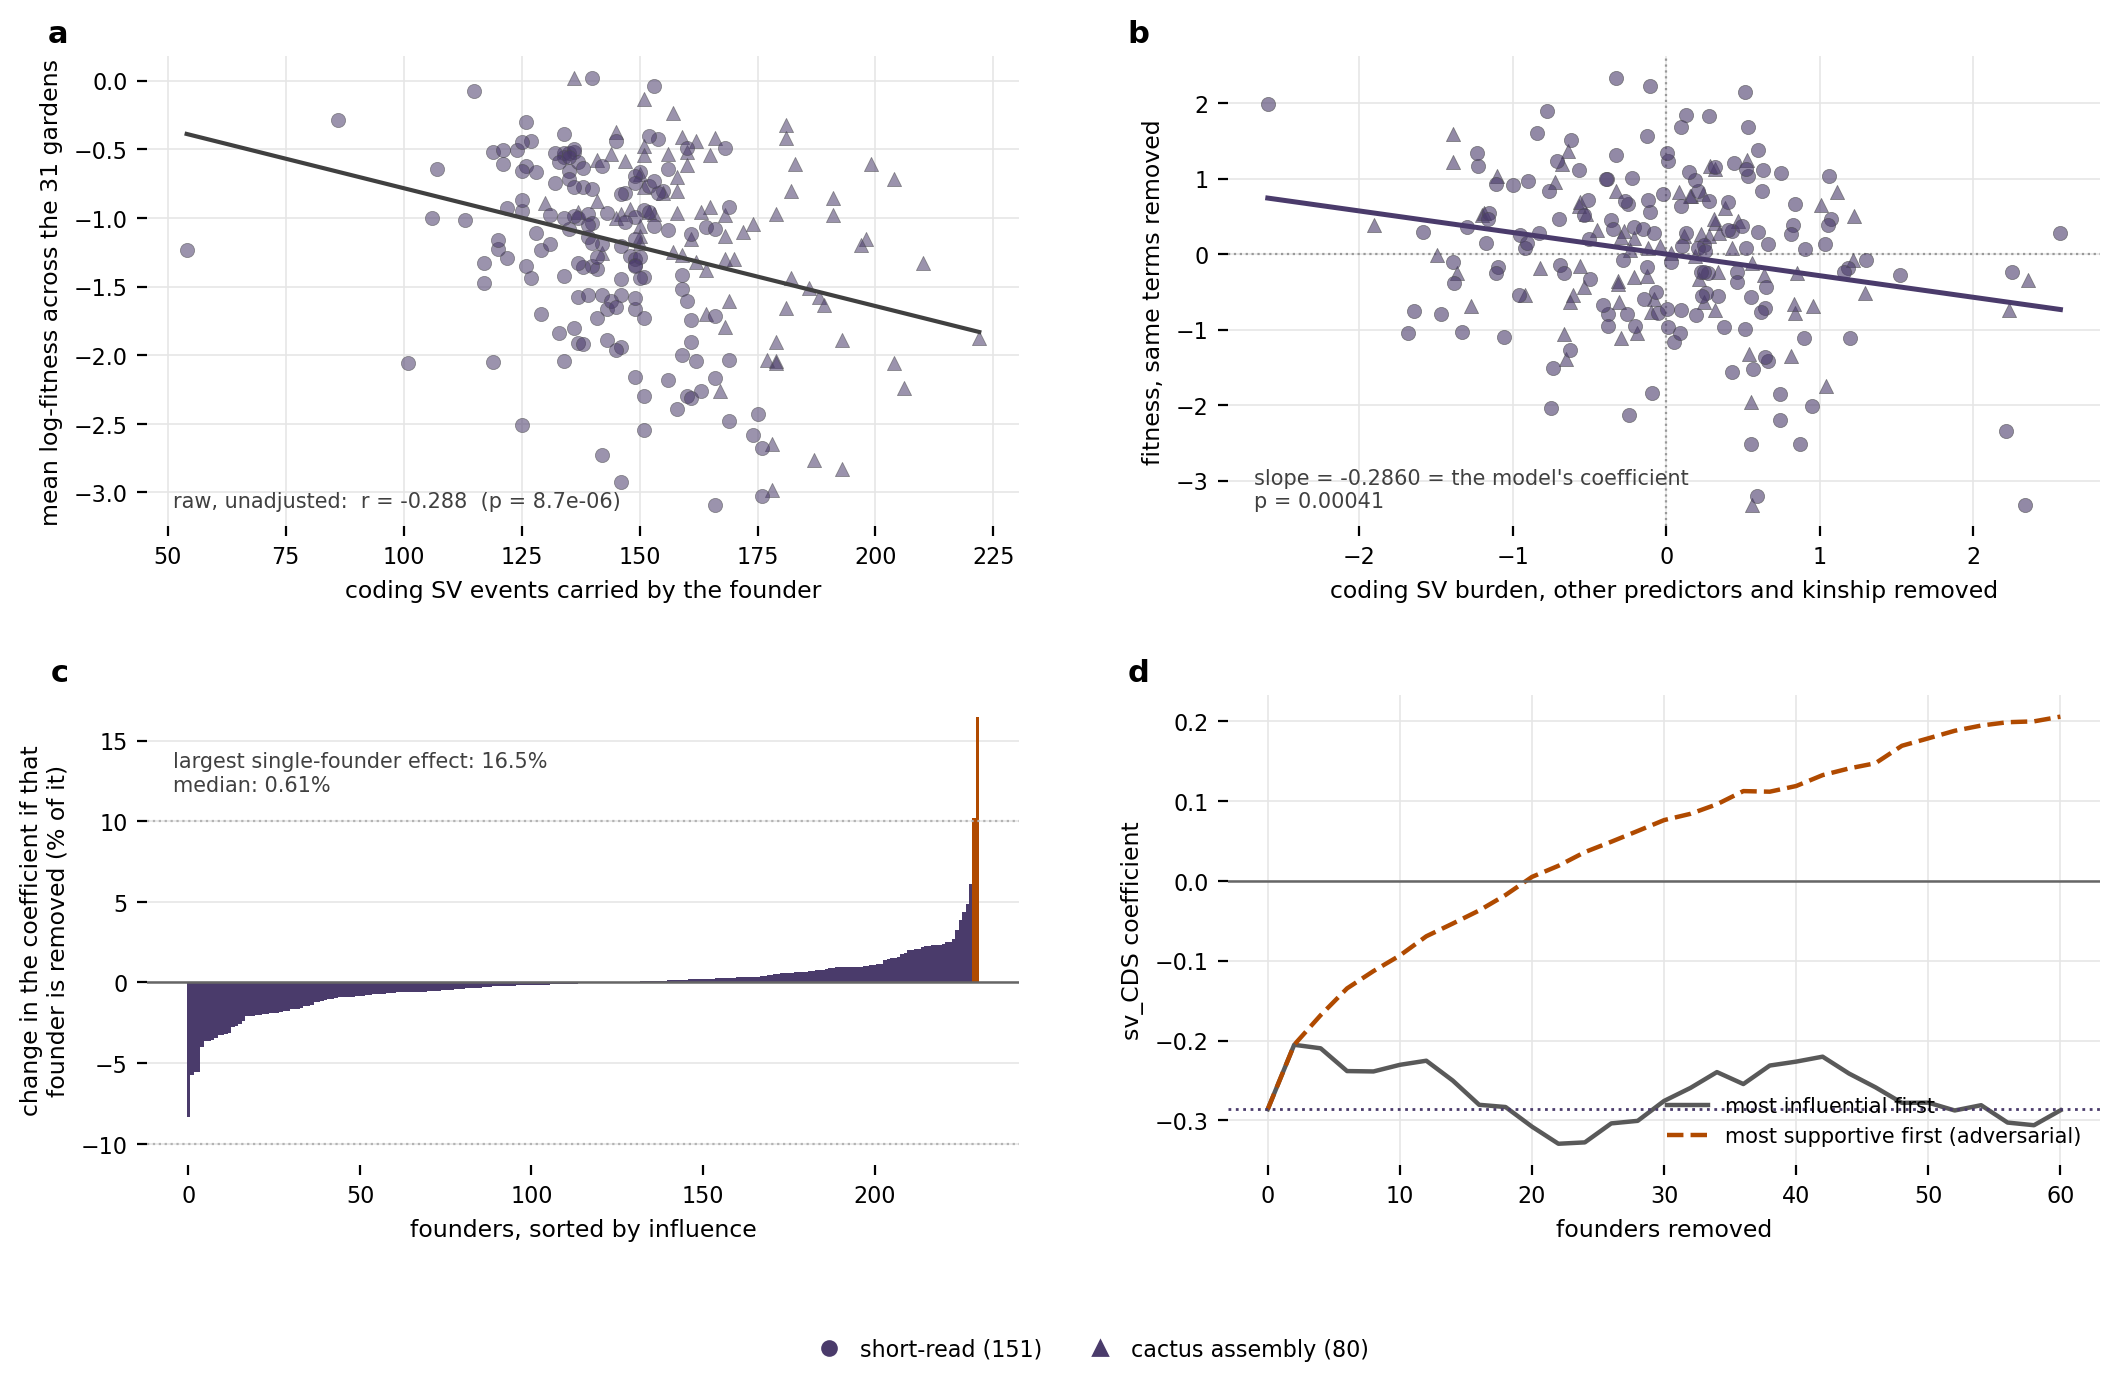 a
mean log-fitness across the 31 gardens
0.0
−0.5
−1.0
−1.5
−2.0
−2.5
−3.0
raw, unadjusted:  r = -0.288  (p = 8.7e-06)
50 75 100 125 150 175 200 225
coding SV events carried by the founder
b
fitness, same terms removed
2
1
0
−1
−2
−3
slope = -0.2860 = the model's coefficient
p = 0.00041
−2 −1 0 1 2
coding SV burden, other predictors and kinship removed
c
change in the coefficient if that
founder is removed (% of it)
15
10
5
0
−5
−10
largest single-founder effect: 16.5%
median: 0.61%
0 50 100 150 200
founders, sorted by influence
d
sv_CDS coefficient
0.2
0.1
0.0
−0.1
−0.2
−0.3
most influential first
most supportive first (adversarial)
0 10 20 30 40 50 60
founders removed
short-read (151)
cactus assembly (80)